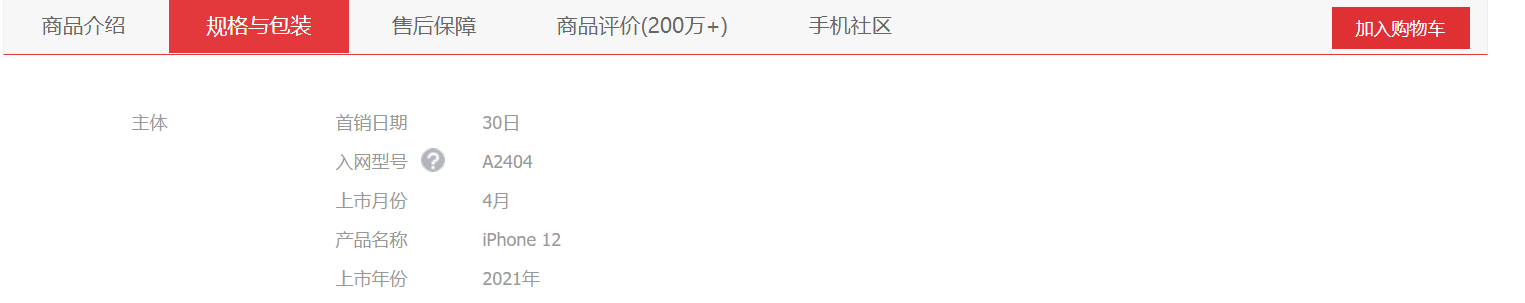 商品介绍 规格与包装 售后保障 商品评价(200万+) 手机社区 加入购物车
主体 首销日期 30日
入网型号 ? A2404
上市月份 4月
产品名称 iPhone 12
上市年份 2021年